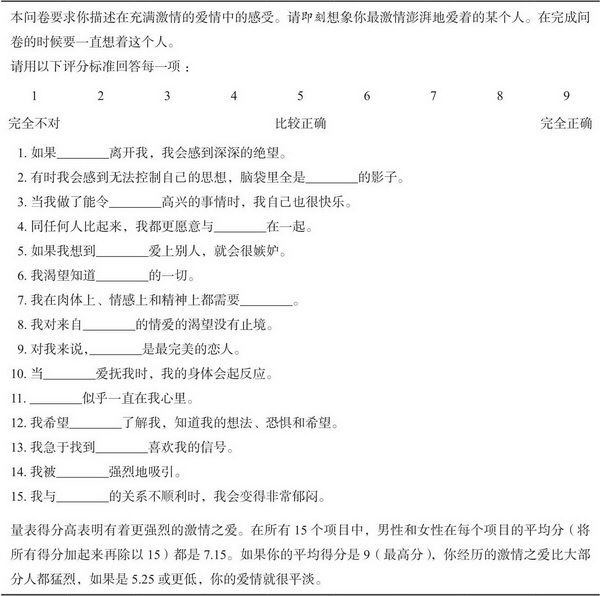 本问卷要求你描述在充满激情的爱情中的感受。请即刻想象你最激情澎湃地爱着的某个人。在完成问
卷的时候要一直想着这个人。
请用以下评分标准回答每一项：
1 2 3 4 5 6 7 8 9
完全不对 比较正确 完全正确
1. 如果________离开我，我会感到深深的绝望。
2. 有时我会感到无法控制自己的思想，脑袋里全是________的影子。
3. 当我做了能令________高兴的事情时，我自己也很快乐。
4. 同任何人比起来，我都更愿意与________在一起。
5. 如果我想到________爱上别人，就会很嫉妒。
6. 我渴望知道________的一切。
7. 我在肉体上、情感上和精神上都需要________。
8. 我对来自________的情爱的渴望没有止境。
9. 对我来说，________是最完美的恋人。
10. 当________爱抚我时，我的身体会起反应。
11. ________似乎一直在我心里。
12. 我希望________了解我，知道我的想法、恐惧和希望。
13. 我急于找到________喜欢我的信号。
14. 我被________强烈地吸引。
15. 我与________的关系不顺利时，我会变得非常郁闷。
量表得分高表明有着更强烈的激情之爱。在所有 15 个项目中，男性和女性在每个项目的平均分（将
所有得分加起来再除以 15）都是 7.15。如果你的平均得分是 9（最高分），你经历的激情之爱比大部
分人都猛烈，如果是 5.25 或更低，你的爱情就很平淡。